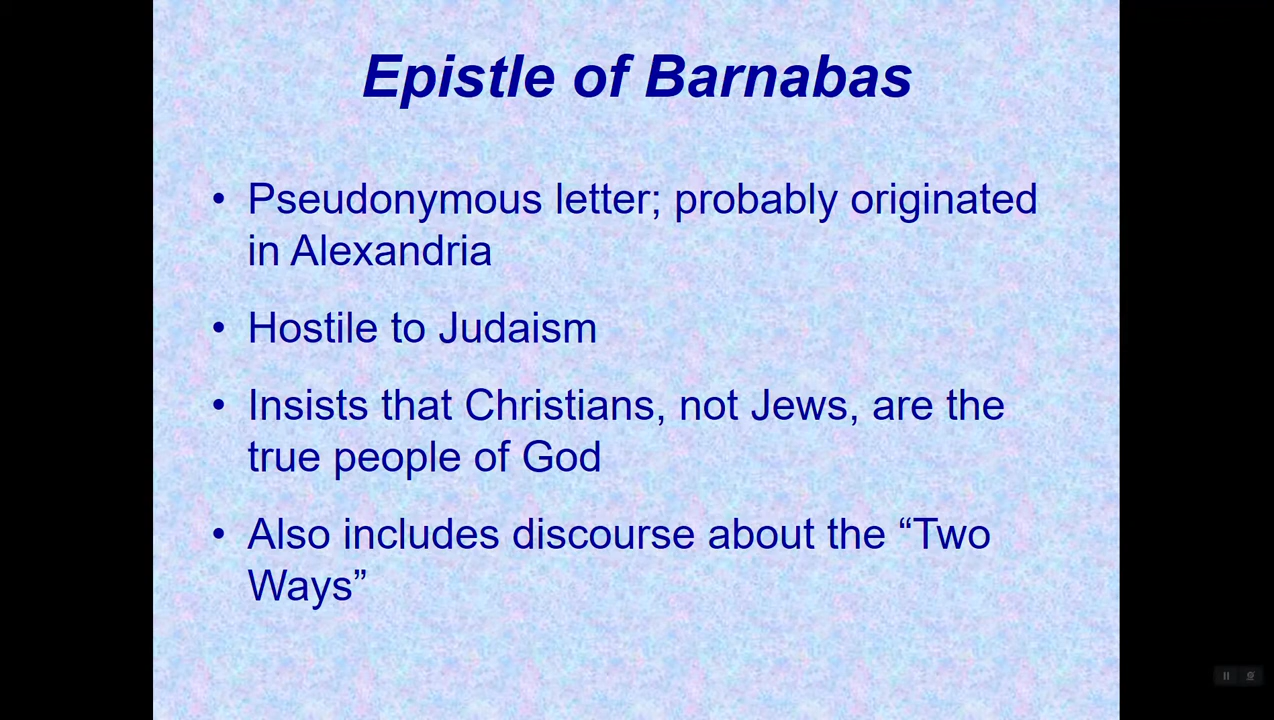 Epistle of Barnabas
• Pseudonymous letter; probably originated
in Alexandria
• Hostile to Judaism
• Insists that Christians, not Jews, are the
true people of God
• Also includes discourse about the “Two
Ways”